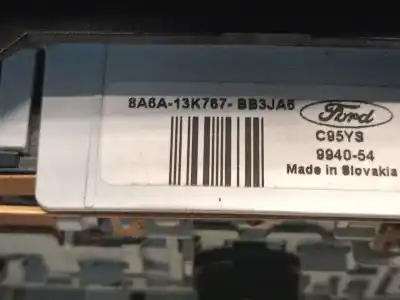 8A6A-13K767- BB3JA6
Ford
C95YS
9940-54
Made in Slovakia